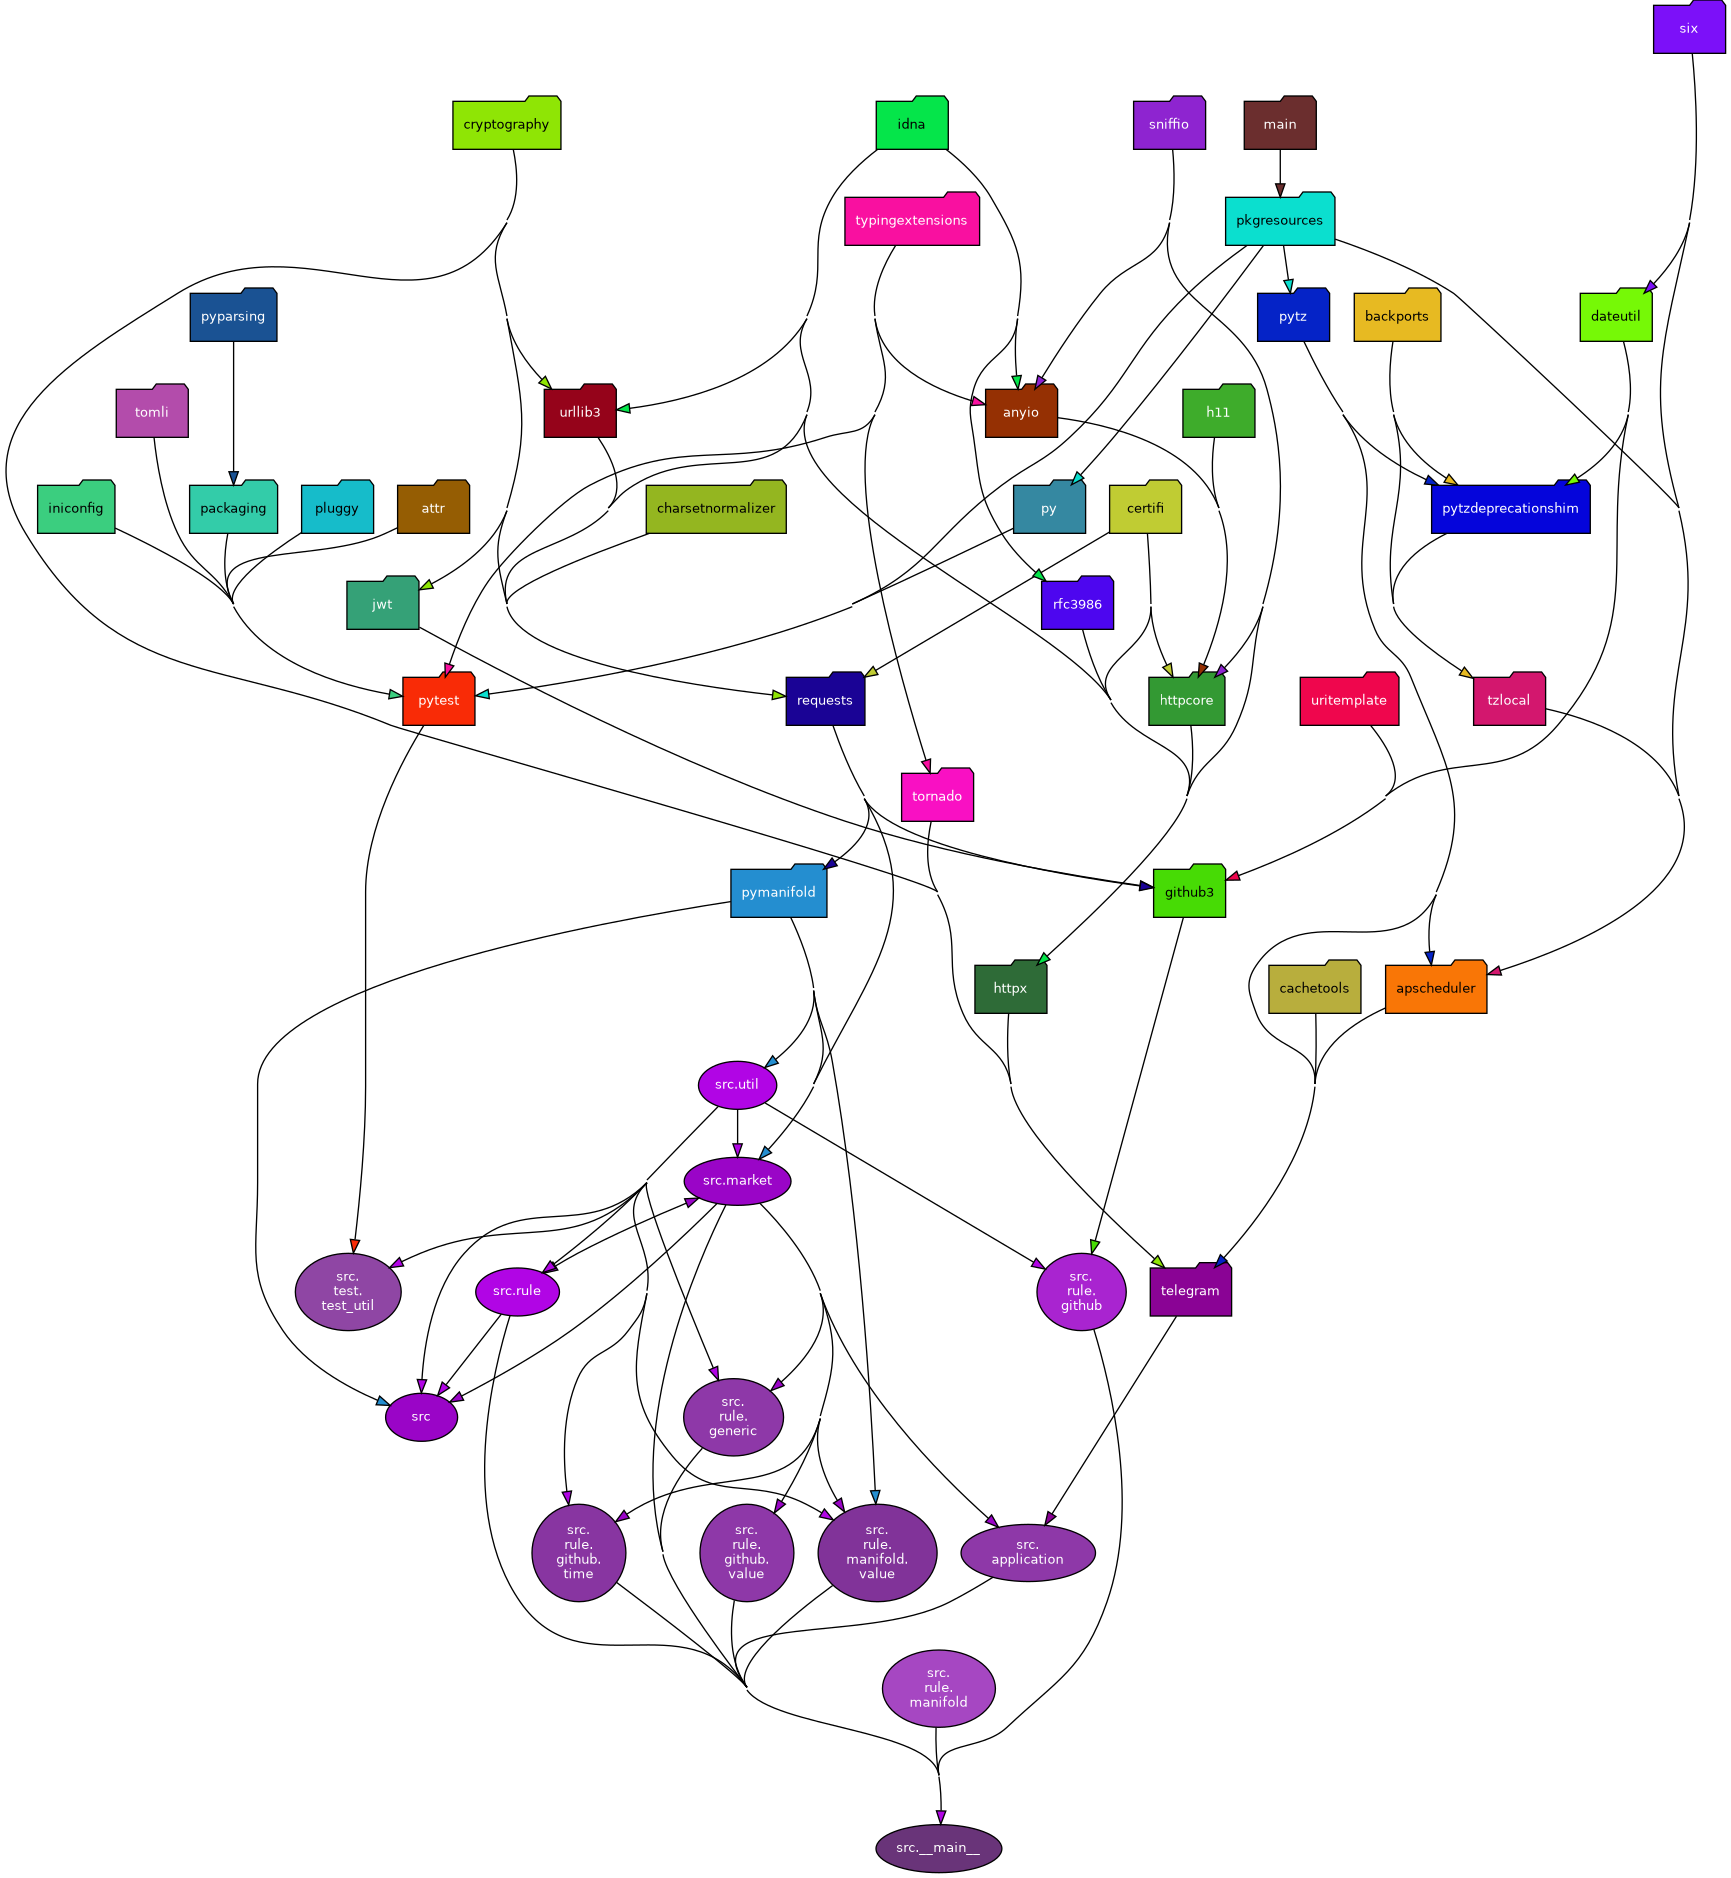 six
cryptography
idna
sniffio
main
typingextensions
pkgresources
pyparsing
pytz
backports
dateutil
tomli
urllib3
anyio
h11
iniconfig
packaging
pluggy
attr
charsetnormalizer
py
certifi
pytzdeprecationshim
jwt
rfc3986
pytest
requests
httpcore
uritemplate
tzlocal
tornado
pymanifold
github3
httpx
cachetools
apscheduler
src.util
src.market
src.
test.
test_util
src.rule
src.
rule.
github
telegram
src
src.
rule.
generic
src.
rule.
github.
time
src.
rule.
github.
value
src.
rule.
manifold.
value
src.
application
src.
rule.
manifold
src.__main__